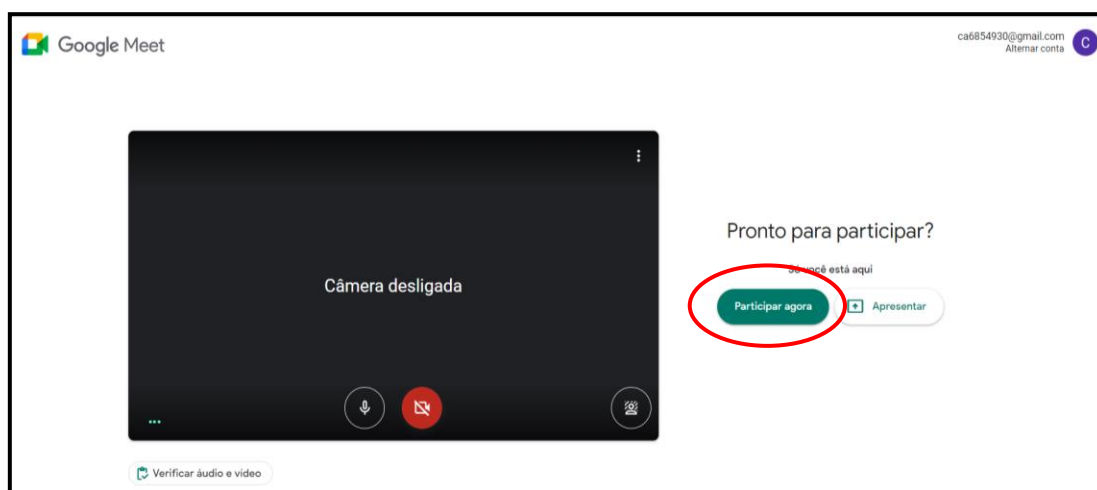 Google Meet
ca6854930@gmail.com
Alternar conta
C
Câmera desligada
Pronto para participar?
Só você está aqui
Participar agora
Apresentar
Verificar áudio e vídeo